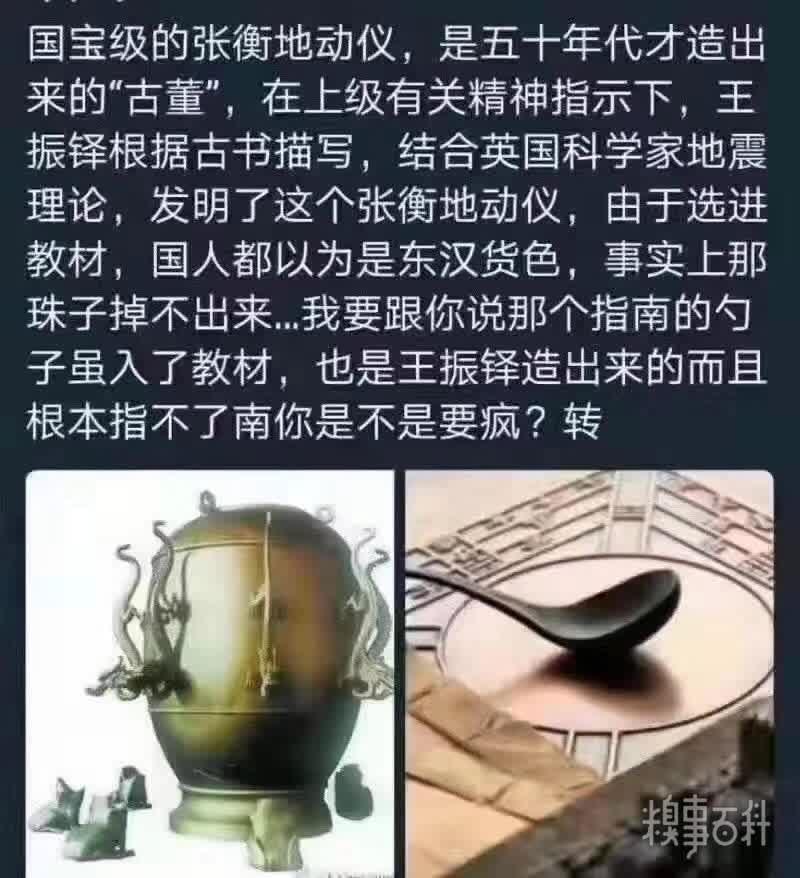 国宝级的张衡地动仪，是五十年代才造出
来的“古董”，在上级有关精神指示下，王
振铎根据古书描写，结合英国科学家地震
理论，发明了这个张衡地动仪，由于选进
教材，国人都以为是东汉货色，事实上那
珠子掉不出来...我要跟你说那个指南的勺
子虽入了教材，也是王振铎造出来的而且
根本指不了南你是不是要疯？转
糗事百科